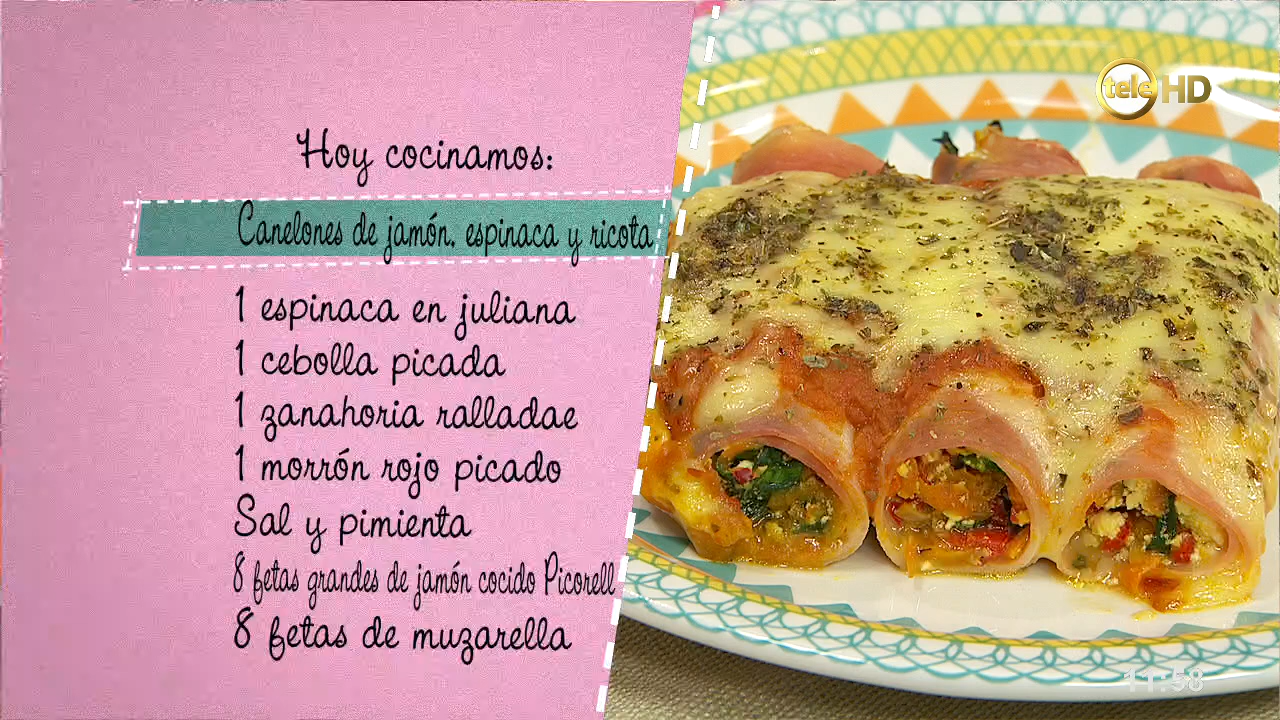 Hoy cocinamos:
Canelones de jamón, espinaca y ricota
1 espinaca en juliana
1 cebolla picada
1 zanahoria ralladae
1 morrón rojo picado
Sal y pimienta
8 fetas grandes de jamón cocido Picorell
8 fetas de muzarella
tele HD
11:58